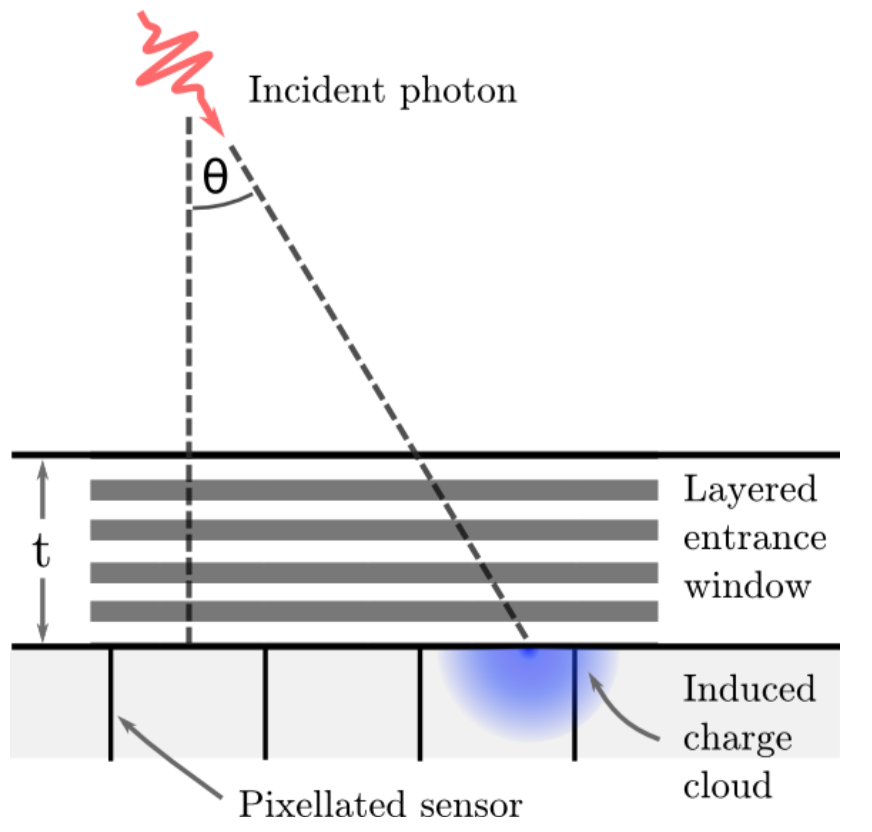 Incident photon
θ
Layered
entrance
window
t
Induced
charge
cloud
Pixellated sensor